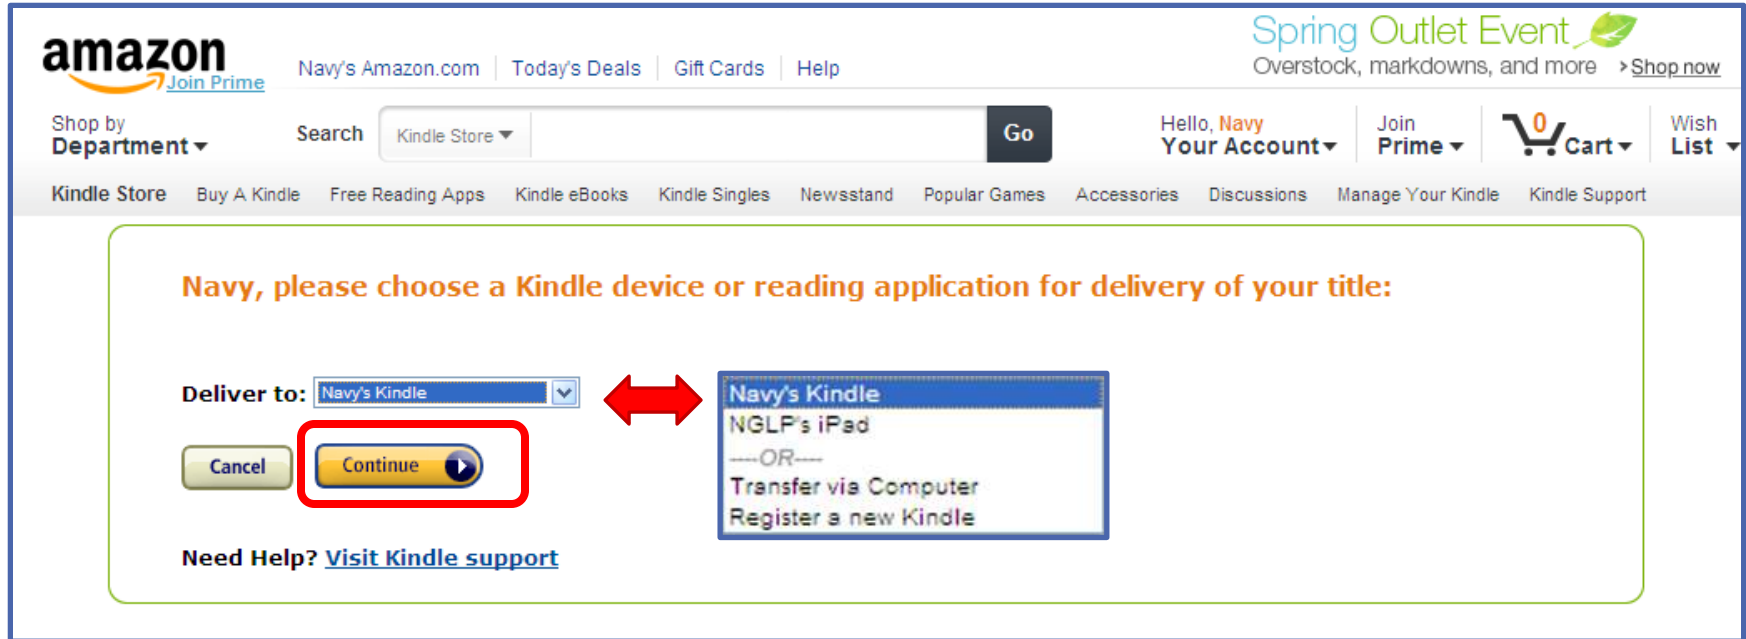 Spring Outlet Event
Overstock, markdowns, and more > Shop now
amazon
Join Prime
Navy's Amazon.com Today's Deals Gift Cards Help
Shop by
Department
Search Kindle Store Go
Hello, Navy
Your Account
Join
Prime
0
Cart
Wish
List
Kindle Store Buy A Kindle Free Reading Apps Kindle eBooks Kindle Singles Newsstand Popular Games Accessories Discussions Manage Your Kindle Kindle Support
Navy, please choose a Kindle device or reading application for delivery of your title:
Deliver to: Navy's Kindle
Cancel Continue
Need Help? Visit Kindle support
Navy's Kindle
NGLP's iPad
----OR----
Transfer via Computer
Register a new Kindle